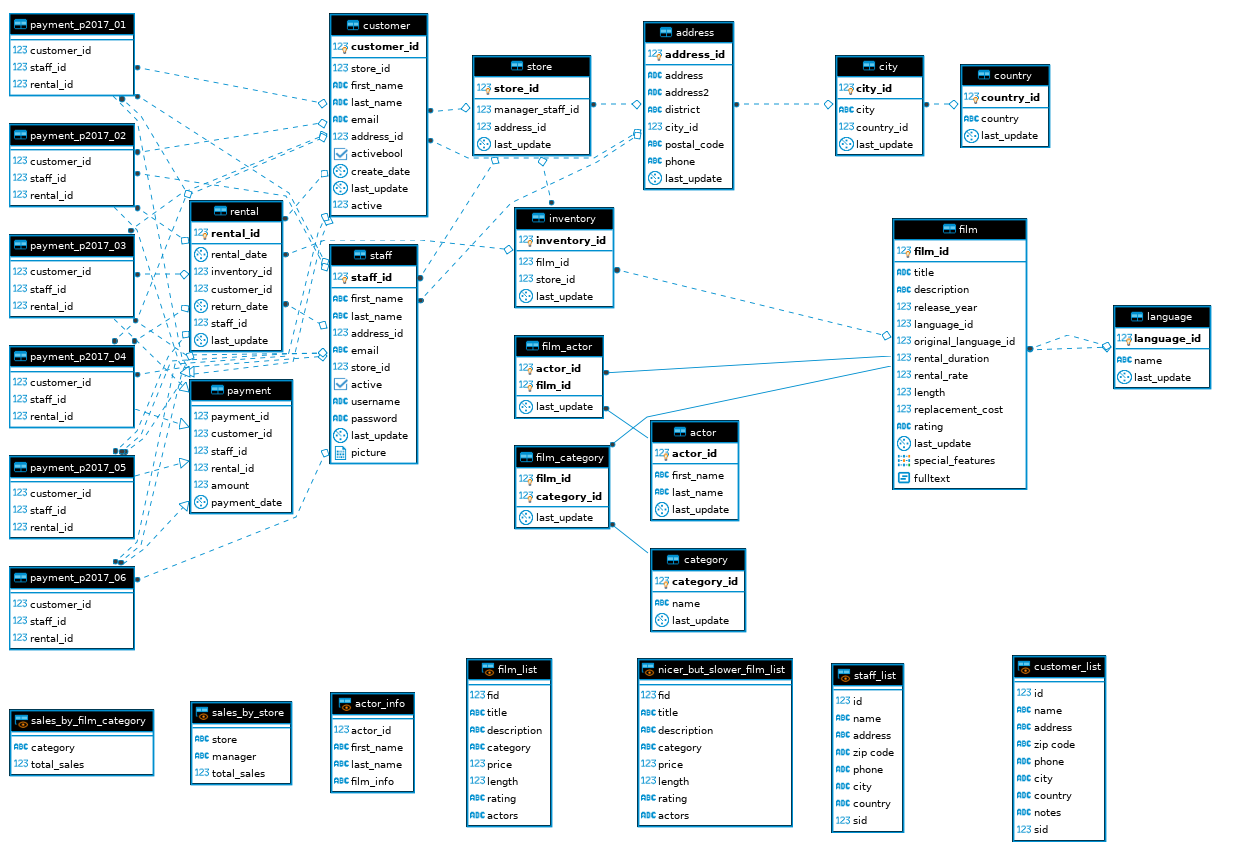 payment_p2017_01
123 customer_id
123 staff_id
123 rental_id
payment_p2017_02
123 customer_id
123 staff_id
123 rental_id
payment_p2017_03
123 customer_id
123 staff_id
123 rental_id
payment_p2017_04
123 customer_id
123 staff_id
123 rental_id
payment_p2017_05
123 customer_id
123 staff_id
123 rental_id
payment_p2017_06
123 customer_id
123 staff_id
123 rental_id
rental
123 rental_id
rental_date
123 inventory_id
123 customer_id
return_date
123 staff_id
last_update
payment
123 payment_id
123 customer_id
123 staff_id
123 rental_id
123 amount
payment_date
customer
123 customer_id
123 store_id
ABC first_name
ABC last_name
ABC email
123 address_id
activebool
create_date
last_update
123 active
staff
123 staff_id
ABC first_name
ABC last_name
123 address_id
ABC email
123 store_id
active
ABC username
ABC password
last_update
picture
store
123 store_id
123 manager_staff_id
123 address_id
last_update
inventory
123 inventory_id
123 film_id
123 store_id
last_update
film_actor
123 actor_id
123 film_id
last_update
film_category
123 film_id
123 category_id
last_update
address
123 address_id
ABC address
ABC address2
ABC district
123 city_id
ABC postal_code
ABC phone
last_update
actor
123 actor_id
ABC first_name
ABC last_name
last_update
category
123 category_id
ABC name
last_update
city
123 city_id
ABC city
123 country_id
last_update
country
123 country_id
ABC country
last_update
film
123 film_id
ABC title
ABC description
123 release_year
123 language_id
123 original_language_id
123 rental_duration
123 rental_rate
123 length
123 replacement_cost
ABC rating
last_update
special_features
fulltext
language
123 language_id
ABC name
last_update
sales_by_film_category
ABC category
123 total_sales
sales_by_store
ABC store
ABC manager
123 total_sales
actor_info
123 actor_id
ABC first_name
ABC last_name
ABC film_info
film_list
123 fid
ABC title
ABC description
ABC category
123 price
123 length
ABC rating
ABC actors
nicer_but_slower_film_list
123 fid
ABC title
ABC description
ABC category
123 price
123 length
ABC rating
ABC actors
staff_list
123 id
ABC name
ABC address
ABC zip code
ABC phone
ABC city
ABC country
123 sid
customer_list
123 id
ABC name
ABC address
ABC zip code
ABC phone
ABC city
ABC country
ABC notes
123 sid